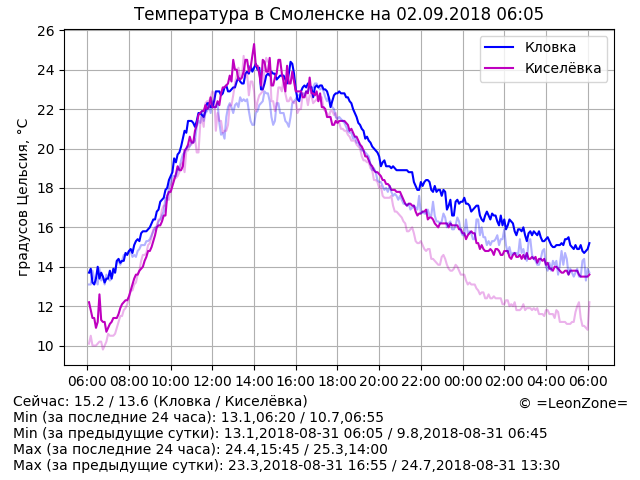 Температура в Смоленске на 02.09.2018 06:05
градусов Цельсия, °C
26
24
22
20
18
16
14
12
10
Кловка
Киселёвка
06:00 08:00 10:00 12:00 14:00 16:00 18:00 20:00 22:00 00:00 02:00 04:00 06:00
Сейчас: 15.2 / 13.6 (Кловка / Киселёвка)
© =LeonZone=
Min (за последние 24 часа): 13.1,06:20 / 10.7,06:55
Min (за предыдущие сутки): 13.1,2018-08-31 06:05 / 9.8,2018-08-31 06:45
Max (за последние 24 часа): 24.4,15:45 / 25.3,14:00
Max (за предыдущие сутки): 23.3,2018-08-31 16:55 / 24.7,2018-08-31 13:30